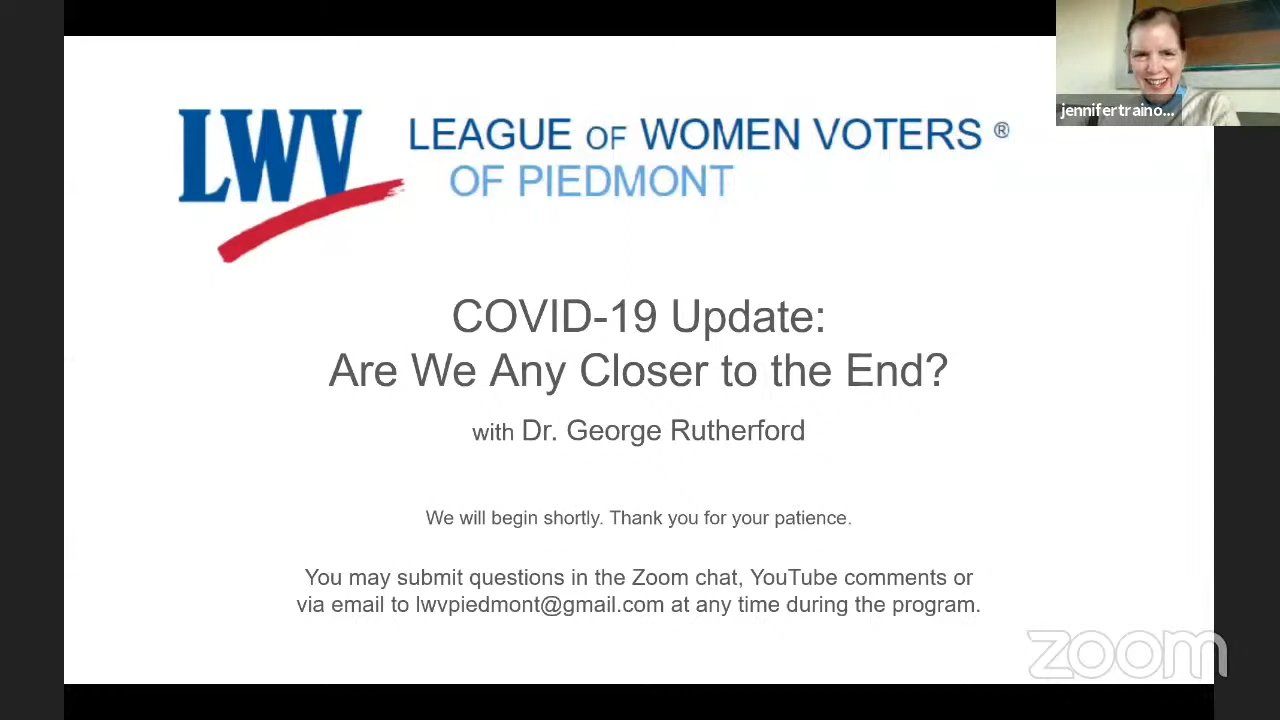 LWV
LEAGUE OF WOMEN VOTERS ®
OF PIEDMONT
jennifertraino...
COVID-19 Update:
Are We Any Closer to the End?
with Dr. George Rutherford
We will begin shortly. Thank you for your patience.
You may submit questions in the Zoom chat, YouTube comments or
via email to lwvpiedmont@gmail.com at any time during the program.
zoom